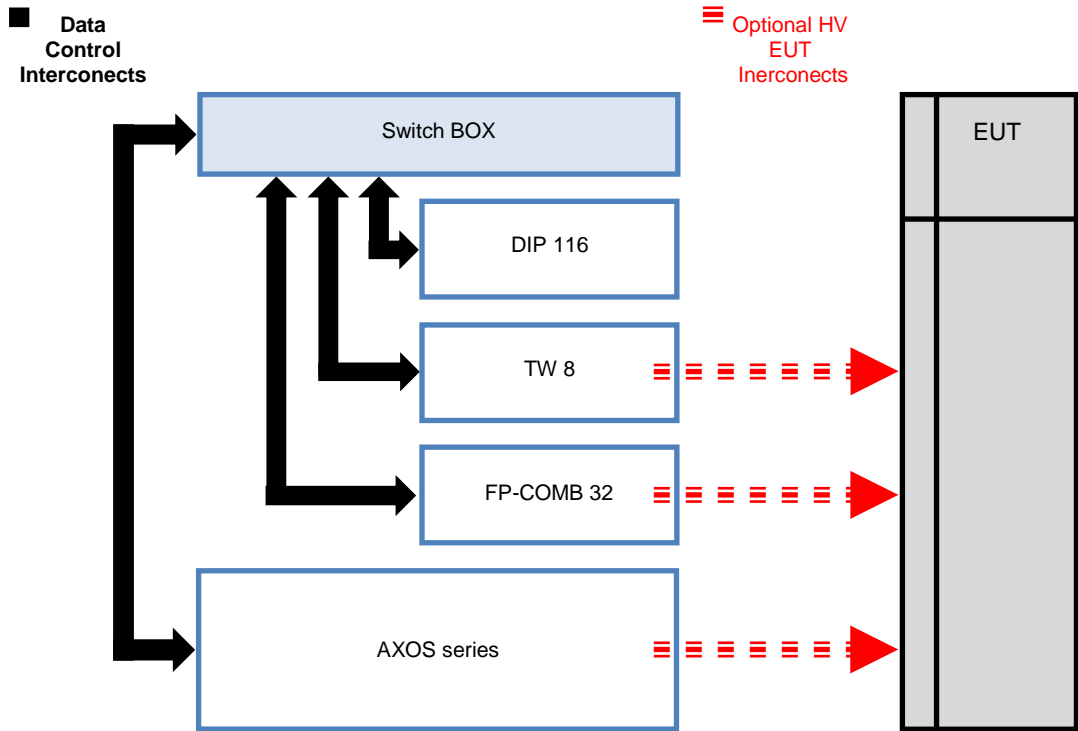 Data
Control
Interconects
Optional HV
EUT
Inerconects
Switch BOX
EUT
DIP 116
TW 8
FP-COMB 32
AXOS series